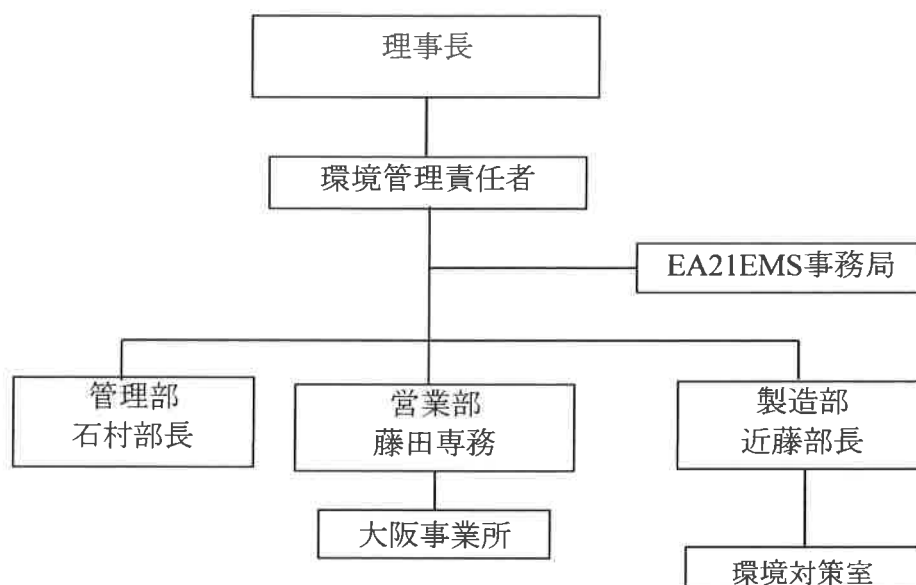 理事長
環境管理責任者
EA21EMS事務局
管理部
石村部長
営業部
藤田専務
製造部
近藤部長
大阪事業所
環境対策室